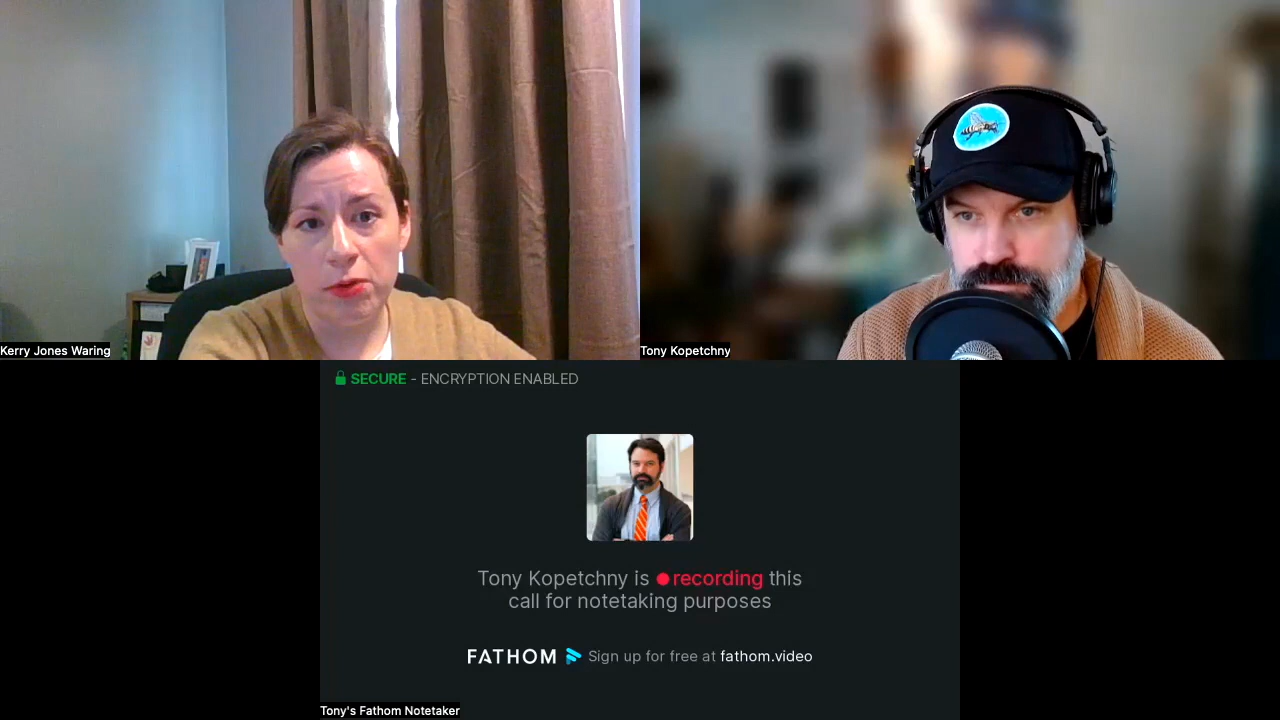 Kerry Jones Waring
Tony Kopetchny
SECURE - ENCRYPTION ENABLED
Tony Kopetchny is recording this
call for notetaking purposes
FATHOM Sign up for free at fathom.video
Tony's Fathom Notetaker